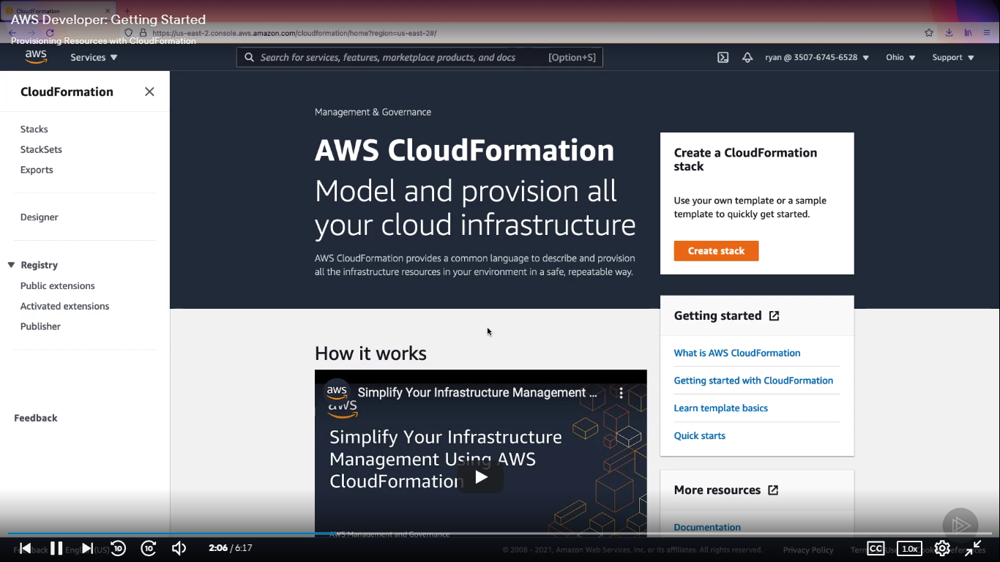 CloudFormation
AWS Developer: Getting Started
https://us-east-2.console.aws.amazon.com/cloudformation/home?region=us-east-2#/
Provisioning Resources with CloudFormation
aws
Services
Search for services, features, marketplace products, and docs
[Option+S]
ryan @ 3507-6745-6528
Ohio
Support
CloudFormation
Stacks
StackSets
Exports
Designer
Registry
Public extensions
Activated extensions
Publisher
Feedback
Management & Governance
AWS CloudFormation
Model and provision all
your cloud infrastructure
AWS CloudFormation provides a common language to describe and provision
all the infrastructure resources in your environment in a safe, repeatable way.
Create a CloudFormation
stack
Use your own template or a sample
template to quickly get started.
Create stack
Getting started
What is AWS CloudFormation
Getting started with CloudFormation
Learn template basics
Quick starts
How it works
aws
Simplify Your Infrastructure Management ...
aws
Simplify Your Infrastructure
Management Using AWS
CloudFormation
AWS Management and Governance
More resources
Documentation
10
10
2:06 / 6:17
© 2008 - 2021, Amazon Web Services, Inc. or its affiliates. All rights reserved.
Privacy Policy
CC
1.0x